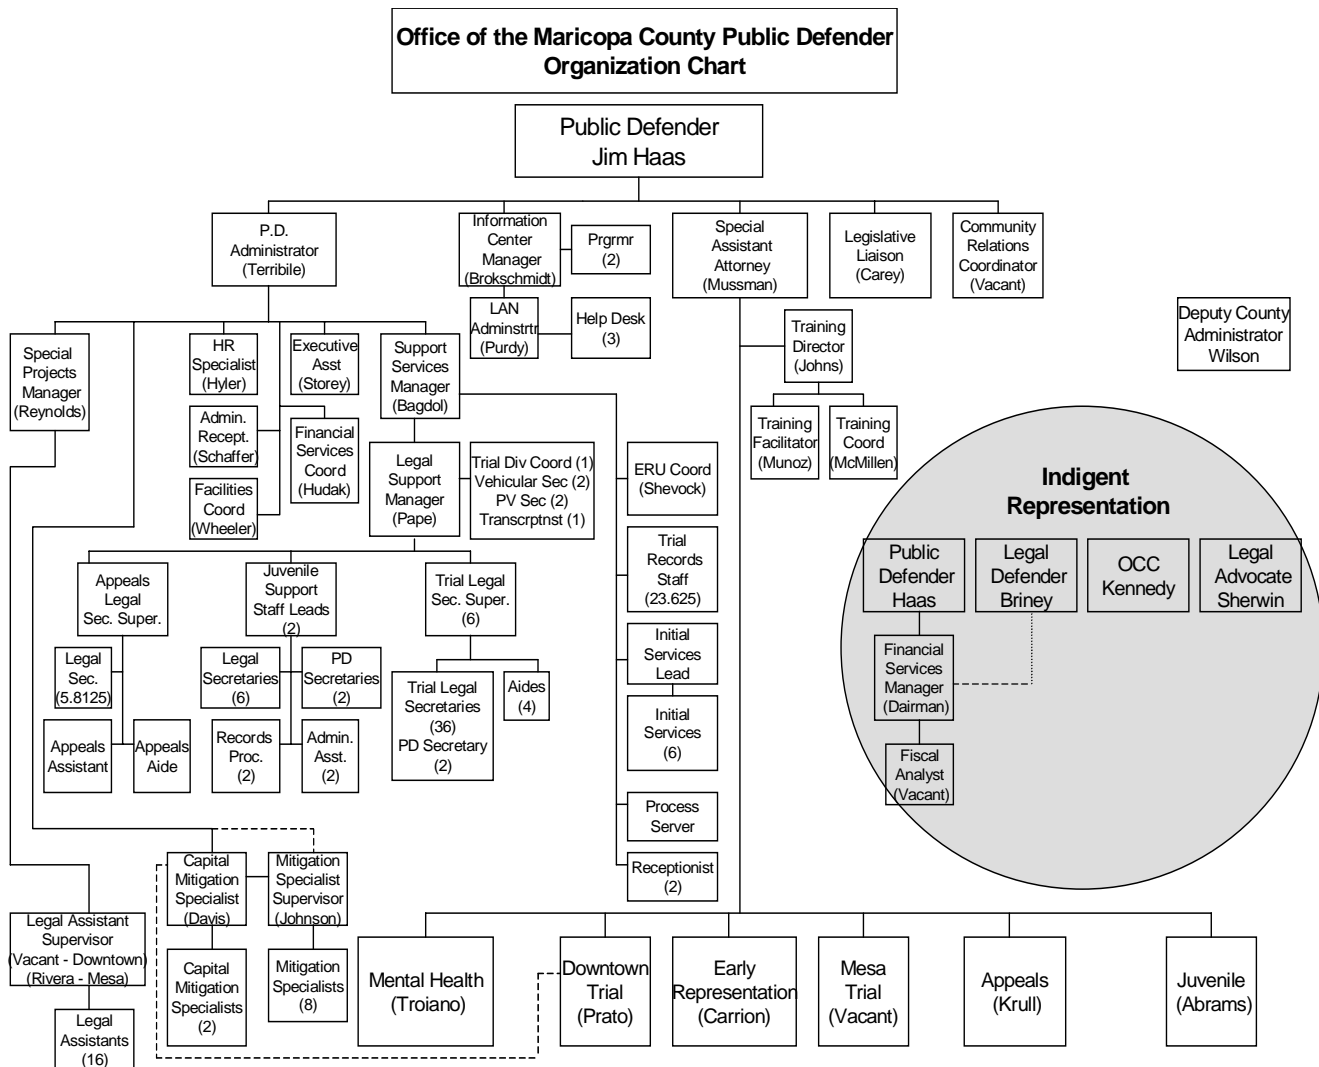 Office of the Maricopa County Public Defender
Organization Chart
Public Defender
Jim Haas
P.D.
Administrator
(Terribile)
Information
Center
Manager
(Brokschmidt)
Prgrmr
(2)
Special
Assistant
Attorney
(Mussman)
Legislative
Liaison
(Carey)
Community
Relations
Coordinator
(Vacant)
LAN
Adminstrtr
(Purdy)
Help Desk
(3)
Deputy County
Administrator
Wilson
Special
Projects
Manager
(Reynolds)
HR
Specialist
(Hyler)
Executive
Asst
(Storey)
Support
Services
Manager
(Bagdol)
Training
Director
(Johns)
Admin.
Recept.
(Schaffer)
Financial
Services
Coord
(Hudak)
Training
Facilitator
(Munoz)
Training
Coord
(McMillen)
Facilities
Coord
(Wheeler)
Legal
Support
Manager
(Pape)
Trial Div Coord (1)
Vehicular Sec (2)
PV Sec (2)
Transcrptnst (1)
ERU Coord
(Shevock)
Indigent
Representation
Trial
Records
Staff
(23.625)
Public
Defender
Haas
Legal
Defender
Briney
OCC
Kennedy
Legal
Advocate
Sherwin
Appeals
Legal
Sec. Super.
Juvenile
Support
Staff Leads
(2)
Trial Legal
Sec. Super.
(6)
Initial
Services
Lead
Financial
Services
Manager
(Dairman)
Legal
Sec.
(5.8125)
Legal
Secretaries
(6)
PD
Secretaries
(2)
Trial Legal
Secretaries
(36)
PD Secretary
(2)
Aides
(4)
Initial
Services
(6)
Appeals
Assistant
Appeals
Aide
Records
Proc.
(2)
Admin.
Asst.
(2)
Fiscal
Analyst
(Vacant)
Process
Server
Receptionist
(2)
Capital
Mitigation
Specialist
(Davis)
Mitigation
Specialist
Supervisor
(Johnson)
Legal Assistant
Supervisor
(Vacant - Downtown)
(Rivera - Mesa)
Capital
Mitigation
Specialists
(2)
Mitigation
Specialists
(8)
Mental Health
(Troiano)
Downtown
Trial
(Prato)
Early
Representation
(Carrion)
Mesa
Trial
(Vacant)
Appeals
(Krull)
Juvenile
(Abrams)
Legal
Assistants
(16)